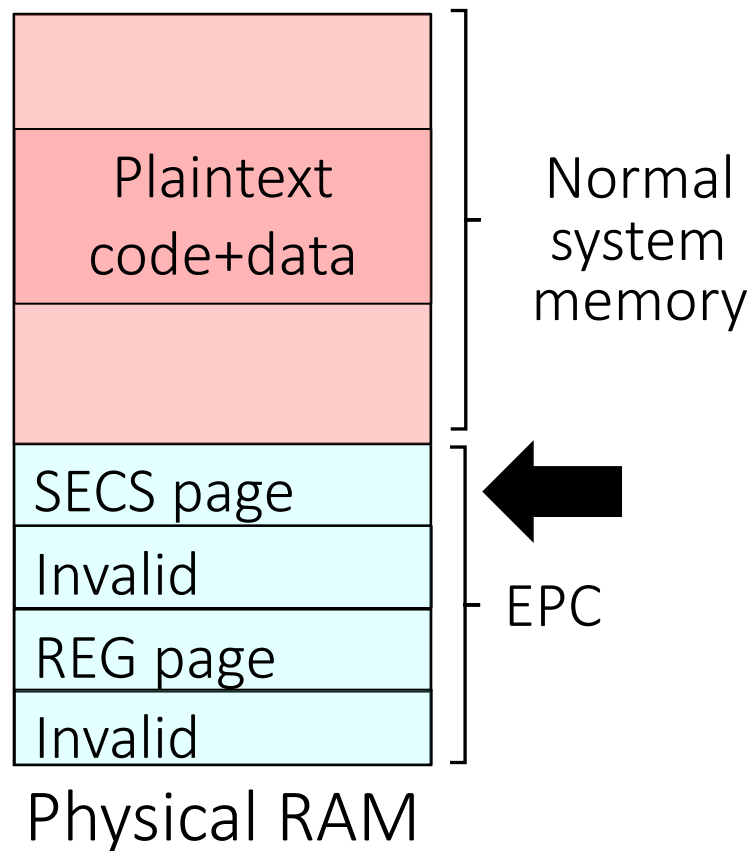 Plaintext
code+data
Normal
system
memory
SECS page
Invalid
EPC
REG page
Invalid
Physical RAM